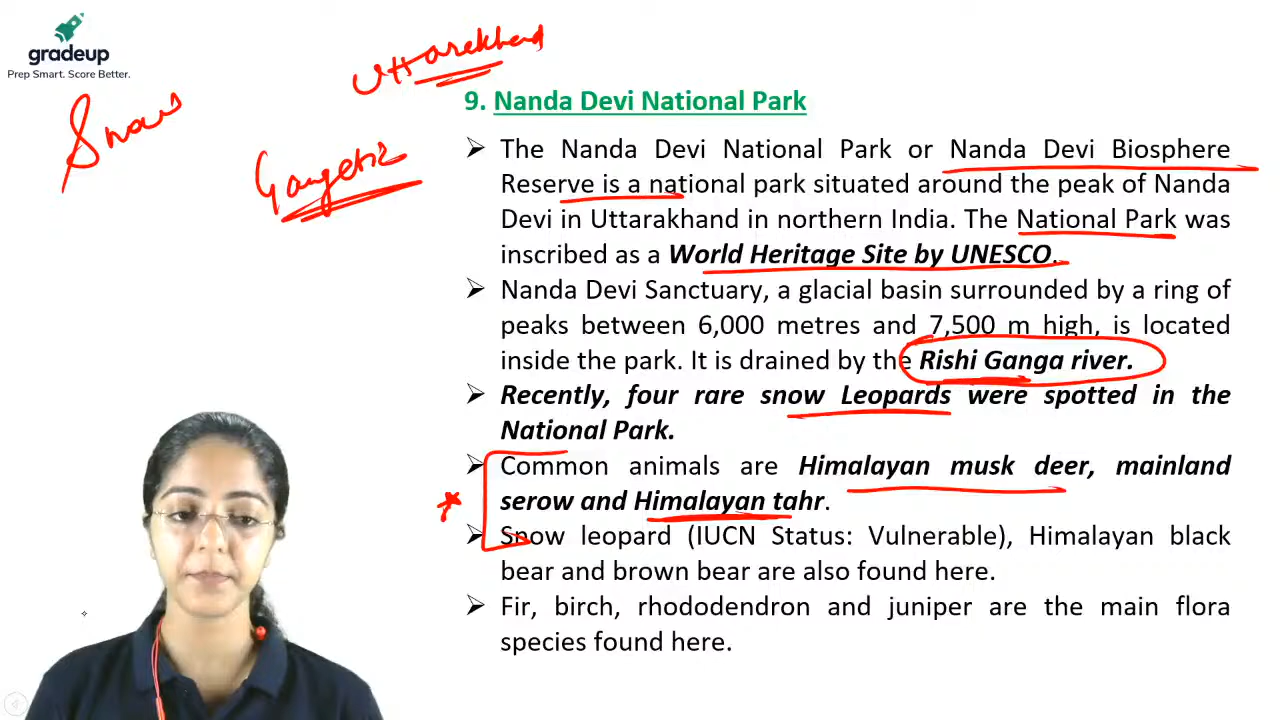 gradeup
Prep Smart. Score Better.
Uttarakhand
Snow
Gangetic
9. Nanda Devi National Park
➢ The Nanda Devi National Park or Nanda Devi Biosphere
Reserve is a national park situated around the peak of Nanda
Devi in Uttarakhand in northern India. The National Park was
inscribed as a World Heritage Site by UNESCO.
➢ Nanda Devi Sanctuary, a glacial basin surrounded by a ring of
peaks between 6,000 metres and 7,500 m high, is located
inside the park. It is drained by the Rishi Ganga river.
➢ Recently, four rare snow Leopards were spotted in the
National Park.
➢ Common animals are Himalayan musk deer, mainland
serow and Himalayan tahr.
➢ Snow leopard (IUCN Status: Vulnerable), Himalayan black
bear and brown bear are also found here.
➢ Fir, birch, rhododendron and juniper are the main flora
species found here.